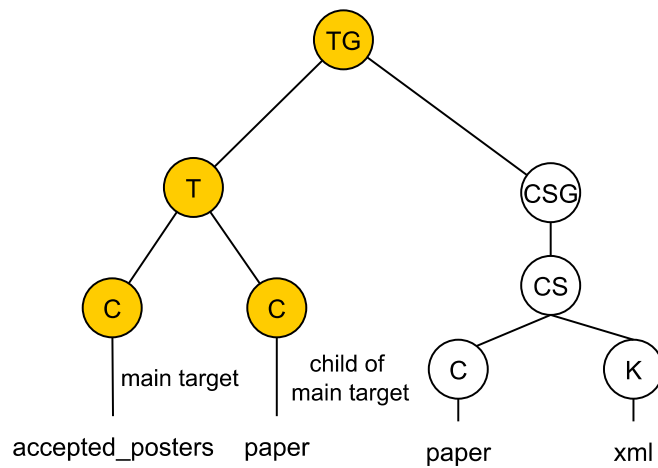 TG
T
CSG
CS
C
C
main target
child of
main target
C
K
accepted_posters
paper
paper
xml